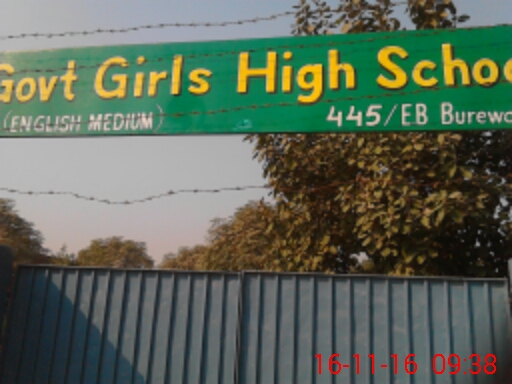 Govt Girls High Schoo
(ENGLISH MEDIUM) 445/EB Burewa
16-11-16 09:38